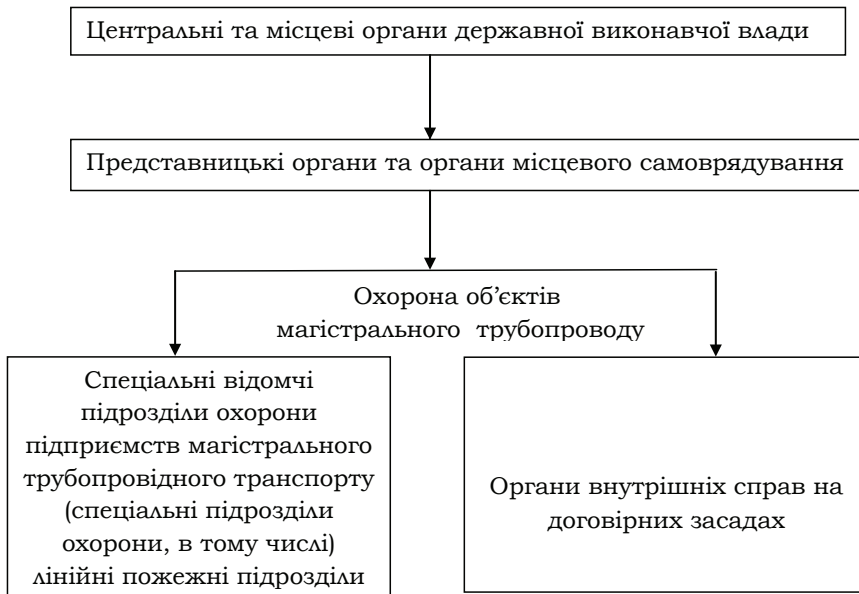 Центральні та місцеві органи державної виконавчої влади
Представницькі органи та органи місцевого самоврядування
Охорона об’єктів
магістрального трубопроводу
Спеціальні відомчі
підрозділи охорони
підприємств магістрального
трубопровідного транспорту
(спеціальні підрозділи
охорони, в тому числі)
лінійні пожежні підрозділи
Органи внутрішніх справ на
договірних засадах